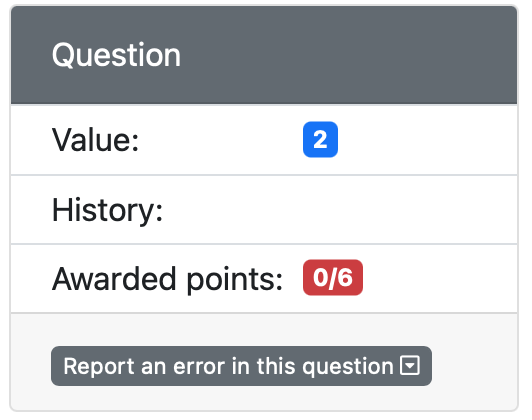 Question
Value: 2
History:
Awarded points: 0/6
Report an error in this question